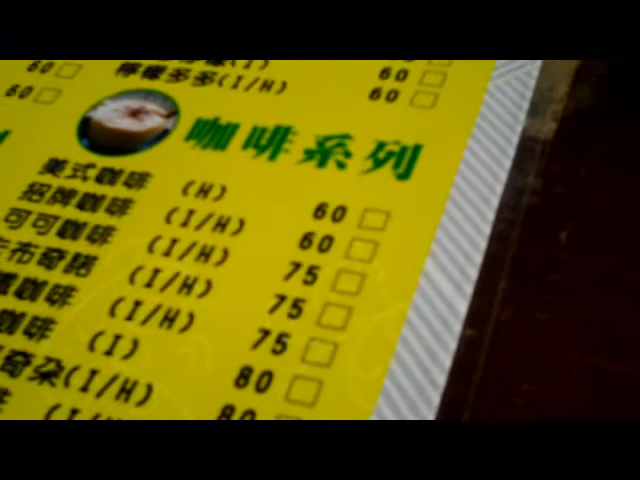 (I)
60
檸檬多多(I/H) 60
60
60
咖啡系列
美式咖啡 (H) 60
招牌咖啡 (I/H) 60
可可咖啡 (I/H) 75
卡布奇諾 (I/H) 75
咖啡 (I/H) 75
咖啡 (I) 80
奇朵(I/H) 80
(I/H)